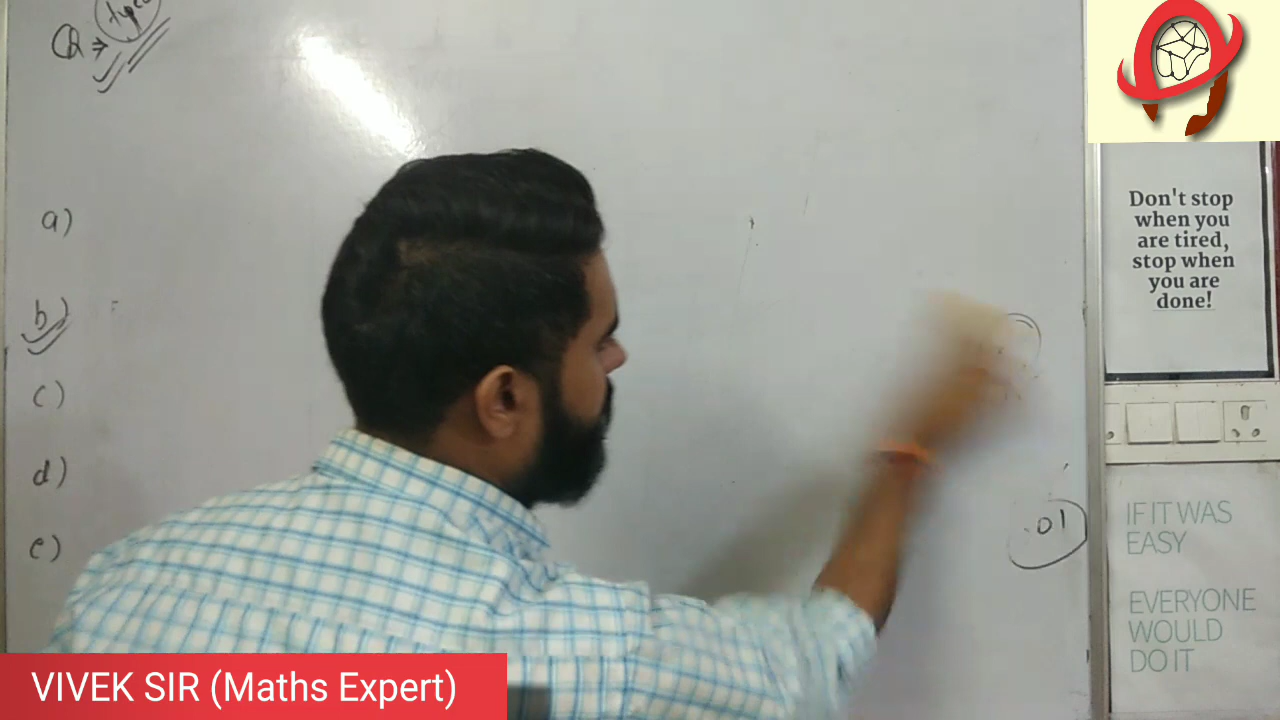 types
Q →
a)
b)
c)
d)
e)
.01
Don't stop
when you
are tired,
stop when
you are
done!
IF IT WAS
EASY
EVERYONE
WOULD
DO IT
VIVEK SIR (Maths Expert)